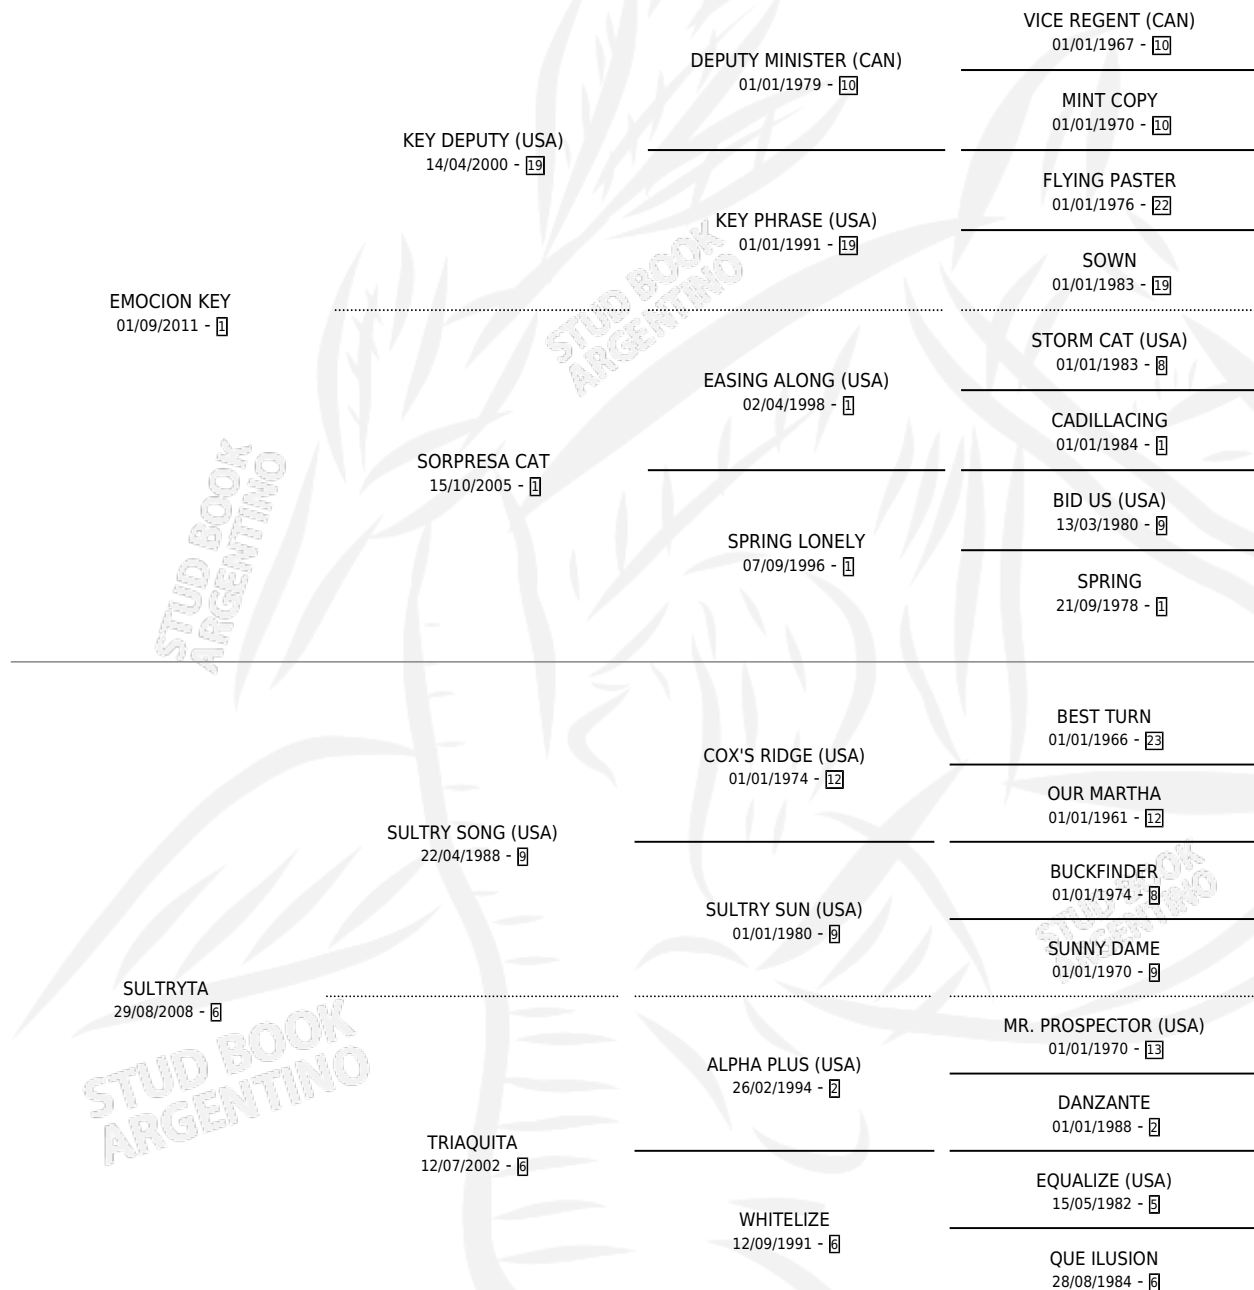 VICE REGENT (CAN)
01/01/1967 - 10
DEPUTY MINISTER (CAN)
01/01/1979 - 10
MINT COPY
01/01/1970 - 10
KEY DEPUTY (USA)
14/04/2000 - 19
FLYING PASTER
01/01/1976 - 22
KEY PHRASE (USA)
01/01/1991 - 19
SOWN
01/01/1983 - 19
EMOCION KEY
01/09/2011 - 1
STORM CAT (USA)
01/01/1983 - 8
EASING ALONG (USA)
02/04/1998 - 1
CADILLACING
01/01/1984 - 1
SORPRESA CAT
15/10/2005 - 1
BID US (USA)
13/03/1980 - 9
SPRING LONELY
07/09/1996 - 1
SPRING
21/09/1978 - 1
BEST TURN
01/01/1966 - 23
COX'S RIDGE (USA)
01/01/1974 - 12
OUR MARTHA
01/01/1961 - 12
SULTRY SONG (USA)
22/04/1988 - 9
BUCKFINDER
01/01/1974 - 8
SULTRY SUN (USA)
01/01/1980 - 9
SUNNY DAME
01/01/1970 - 9
SULTRYTA
29/08/2008 - 6
MR. PROSPECTOR (USA)
01/01/1970 - 13
ALPHA PLUS (USA)
26/02/1994 - 2
DANZANTE
01/01/1988 - 2
TRIAQUITA
12/07/2002 - 6
EQUALIZE (USA)
15/05/1982 - 5
WHITELIZE
12/09/1991 - 6
QUE ILUSION
28/08/1984 - 6
STUD BOOK
ARGENTINO
STUD BOOK
ARGENTINO
STUD BOOK
ARGENTINO
STUD BOOK
ARGENTINO